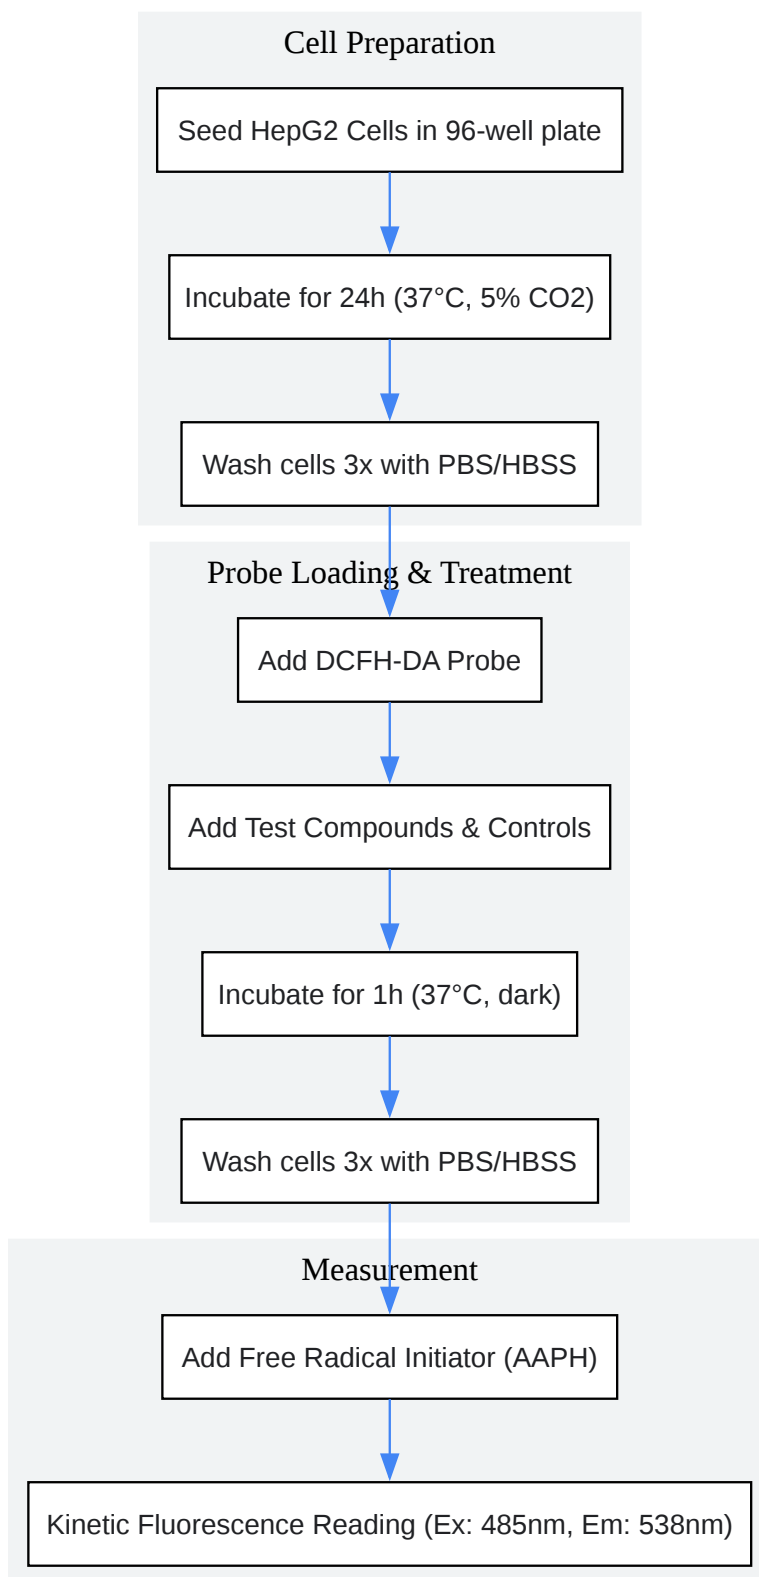 Cell Preparation
Seed HepG2 Cells in 96-well plate
Incubate for 24h (37°C, 5% CO2)
Wash cells 3x with PBS/HBSS
Probe Loading & Treatment
Add DCFH-DA Probe
Add Test Compounds & Controls
Incubate for 1h (37°C, dark)
Wash cells 3x with PBS/HBSS
Measurement
Add Free Radical Initiator (AAPH)
Kinetic Fluorescence Reading (Ex: 485nm, Em: 538nm)